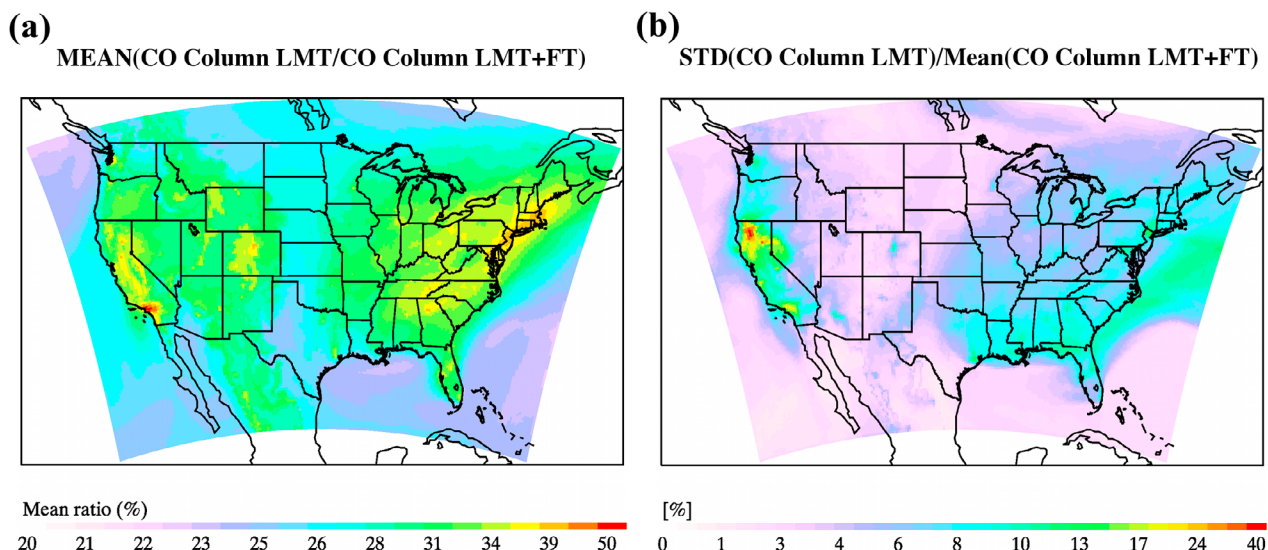 (a)
MEAN(CO Column LMT/CO Column LMT+FT)
Mean ratio (%)
20 21 22 23 25 26 28 31 34 39 50
(b)
STD(CO Column LMT)/Mean(CO Column LMT+FT)
[%]
0 1 3 4 6 8 10 13 17 24 40